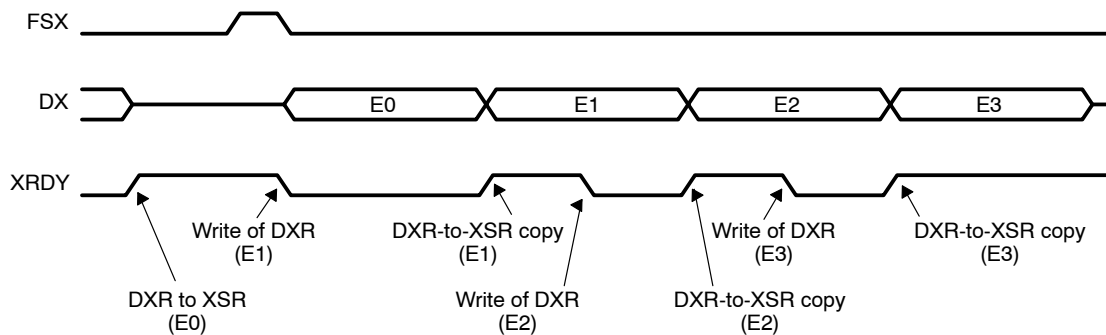 FSX
DX
E0
E1
E2
E3
XRDY
Write of DXR
(E1)
DXR-to-XSR copy
(E1)
Write of DXR
(E3)
DXR-to-XSR copy
(E3)
DXR to XSR
(E0)
Write of DXR
(E2)
DXR-to-XSR copy
(E2)